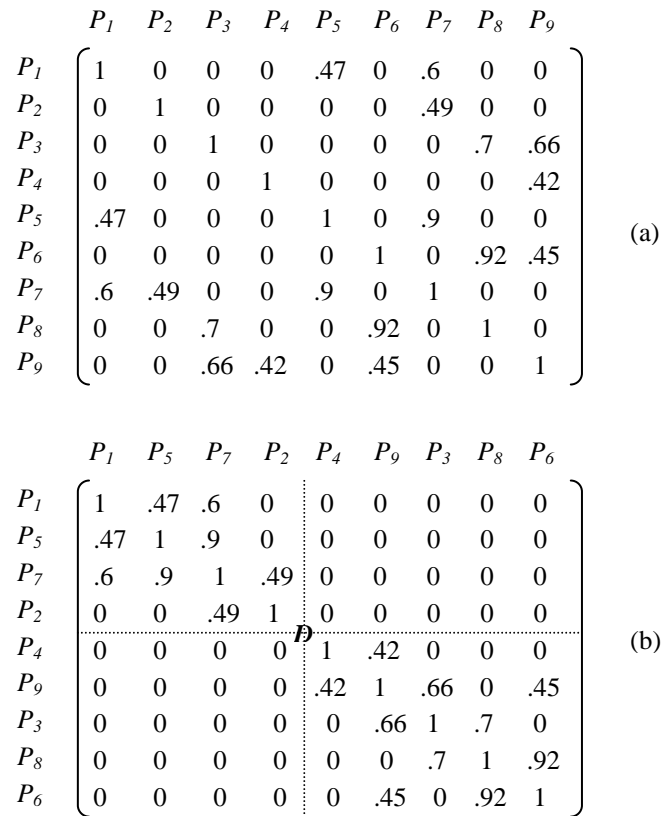 P1 P2 P3 P4 P5 P6 P7 P8 P9
P1 1 0 0 0 .47 0 .6 0 0
P2 0 1 0 0 0 0 .49 0 0
P3 0 0 1 0 0 0 0 .7 .66
P4 0 0 0 1 0 0 0 0 .42
P5 .47 0 0 0 1 0 .9 0 0
(a)
P6 0 0 0 0 0 1 0 .92 .45
P7 .6 .49 0 0 .9 0 1 0 0
P8 0 0 .7 0 0 .92 0 1 0
P9 0 0 .66 .42 0 .45 0 0 1
P1 P5 P7 P2 P4 P9 P3 P8 P6
P1 1 .47 .6 0 0 0 0 0 0
P5 .47 1 .9 0 0 0 0 0 0
P7 .6 .9 1 .49 0 0 0 0 0
P2 0 0 .49 1 0 0 0 0 0
D
P4 0 0 0 0 1 .42 0 0 0
(b)
P9 0 0 0 0 .42 1 .66 0 .45
P3 0 0 0 0 0 .66 1 .7 0
P8 0 0 0 0 0 0 .7 1 .92
P6 0 0 0 0 0 .45 0 .92 1